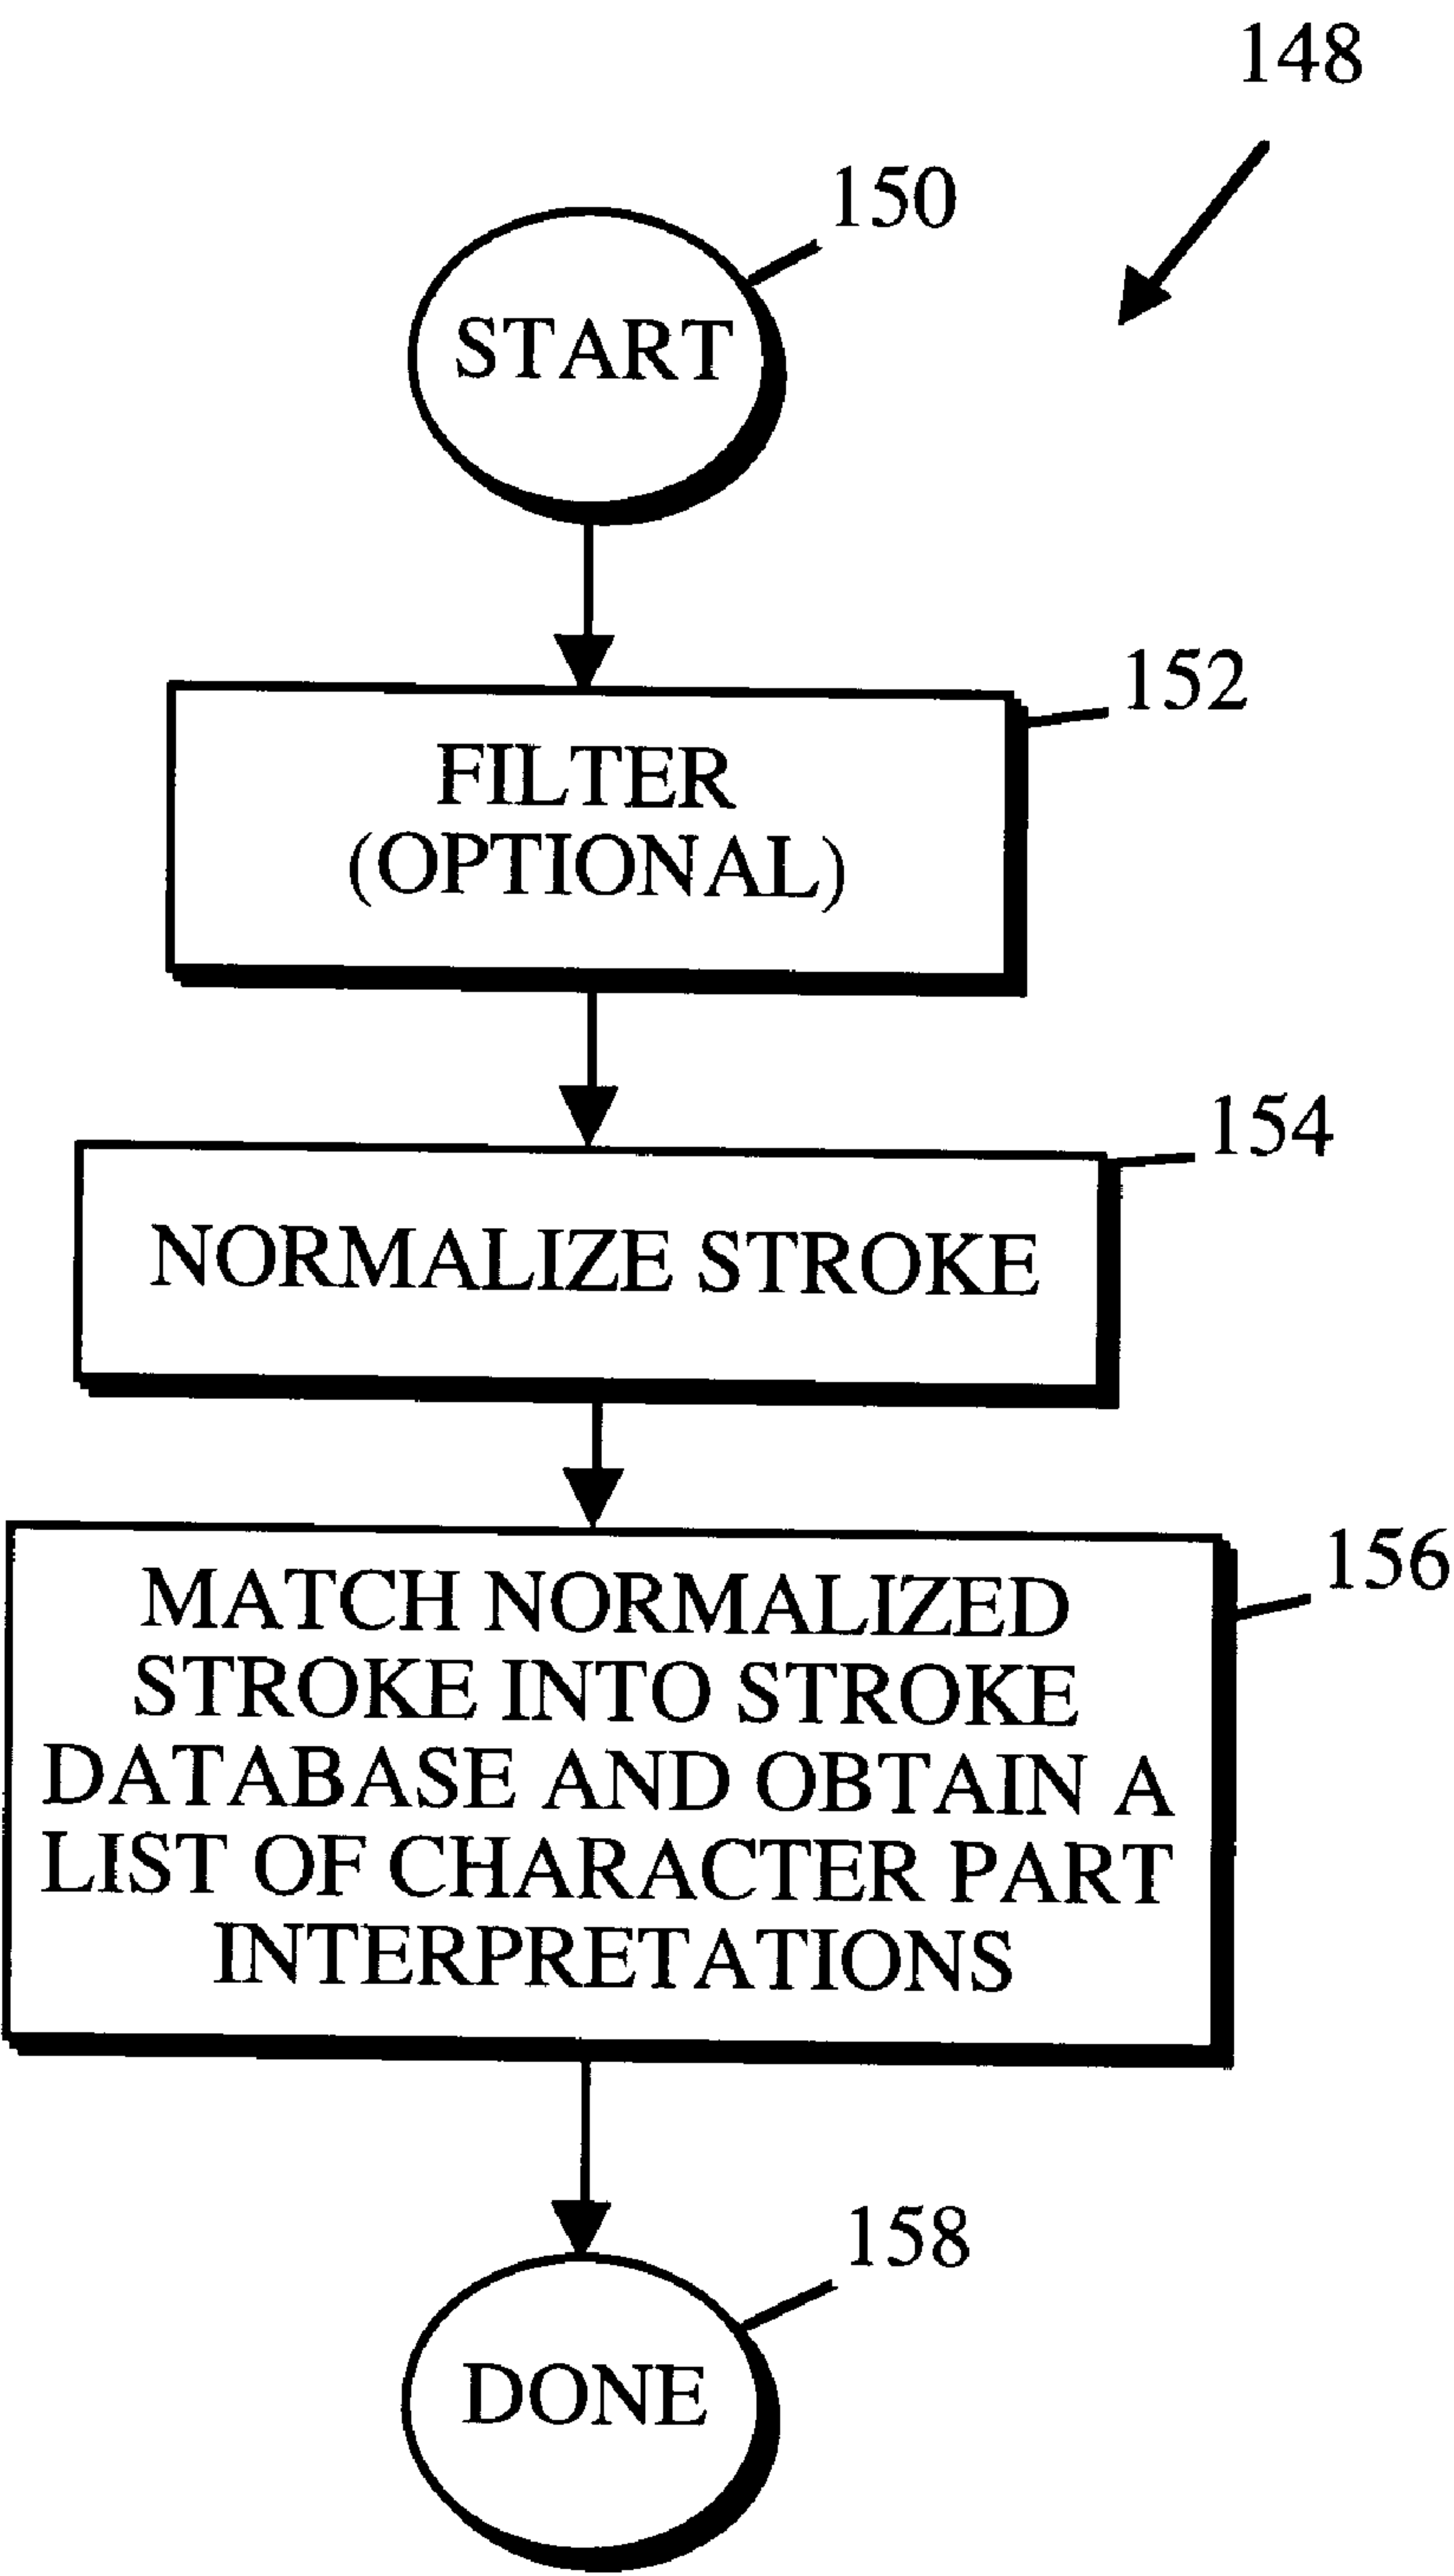 148
150
START
152
FILTER
(OPTIONAL)
154
NORMALIZE STROKE
156
MATCH NORMALIZED
STROKE INTO STROKE
DATABASE AND OBTAIN A
LIST OF CHARACTER PART
INTERPRETATIONS
158
DONE